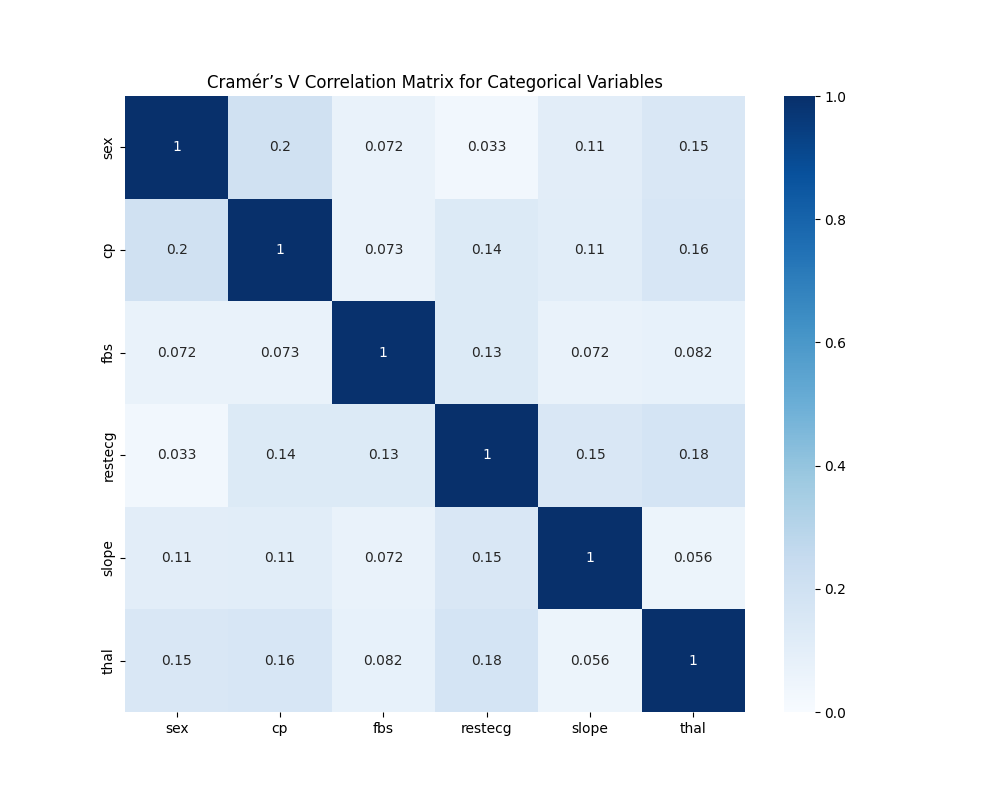 Cramér’s V Correlation Matrix for Categorical Variables
sex 1 0.2 0.072 0.033 0.11 0.15
cp 0.2 1 0.073 0.14 0.11 0.16
fbs 0.072 0.073 1 0.13 0.072 0.082
restecg 0.033 0.14 0.13 1 0.15 0.18
slope 0.11 0.11 0.072 0.15 1 0.056
thal 0.15 0.16 0.082 0.18 0.056 1
sex cp fbs restecg slope thal
1.0
0.8
0.6
0.4
0.2
0.0